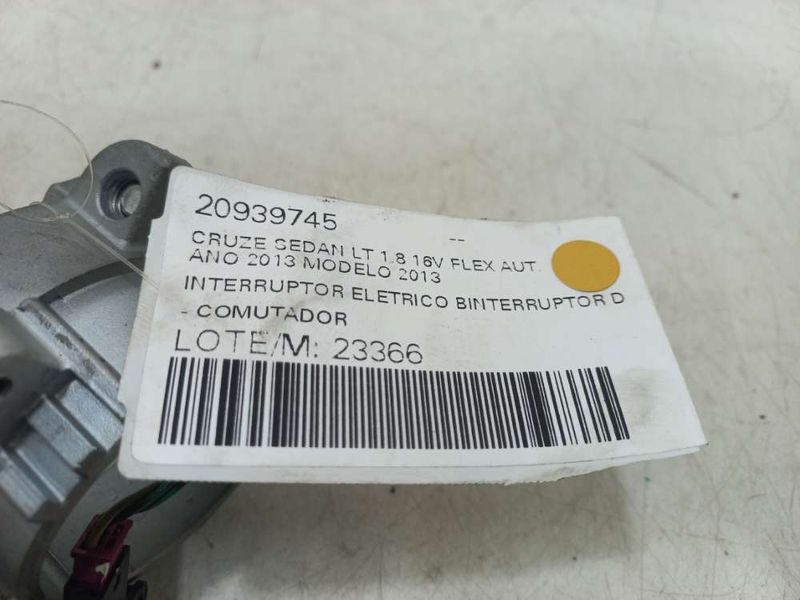 20939745 --
CRUZE SEDAN LT 1.8 16V FLEX AUT.
ANO 2013 MODELO 2013
INTERRUPTOR ELETRICO BINTERRUPTOR D
- COMUTADOR
LOTE/M: 23366